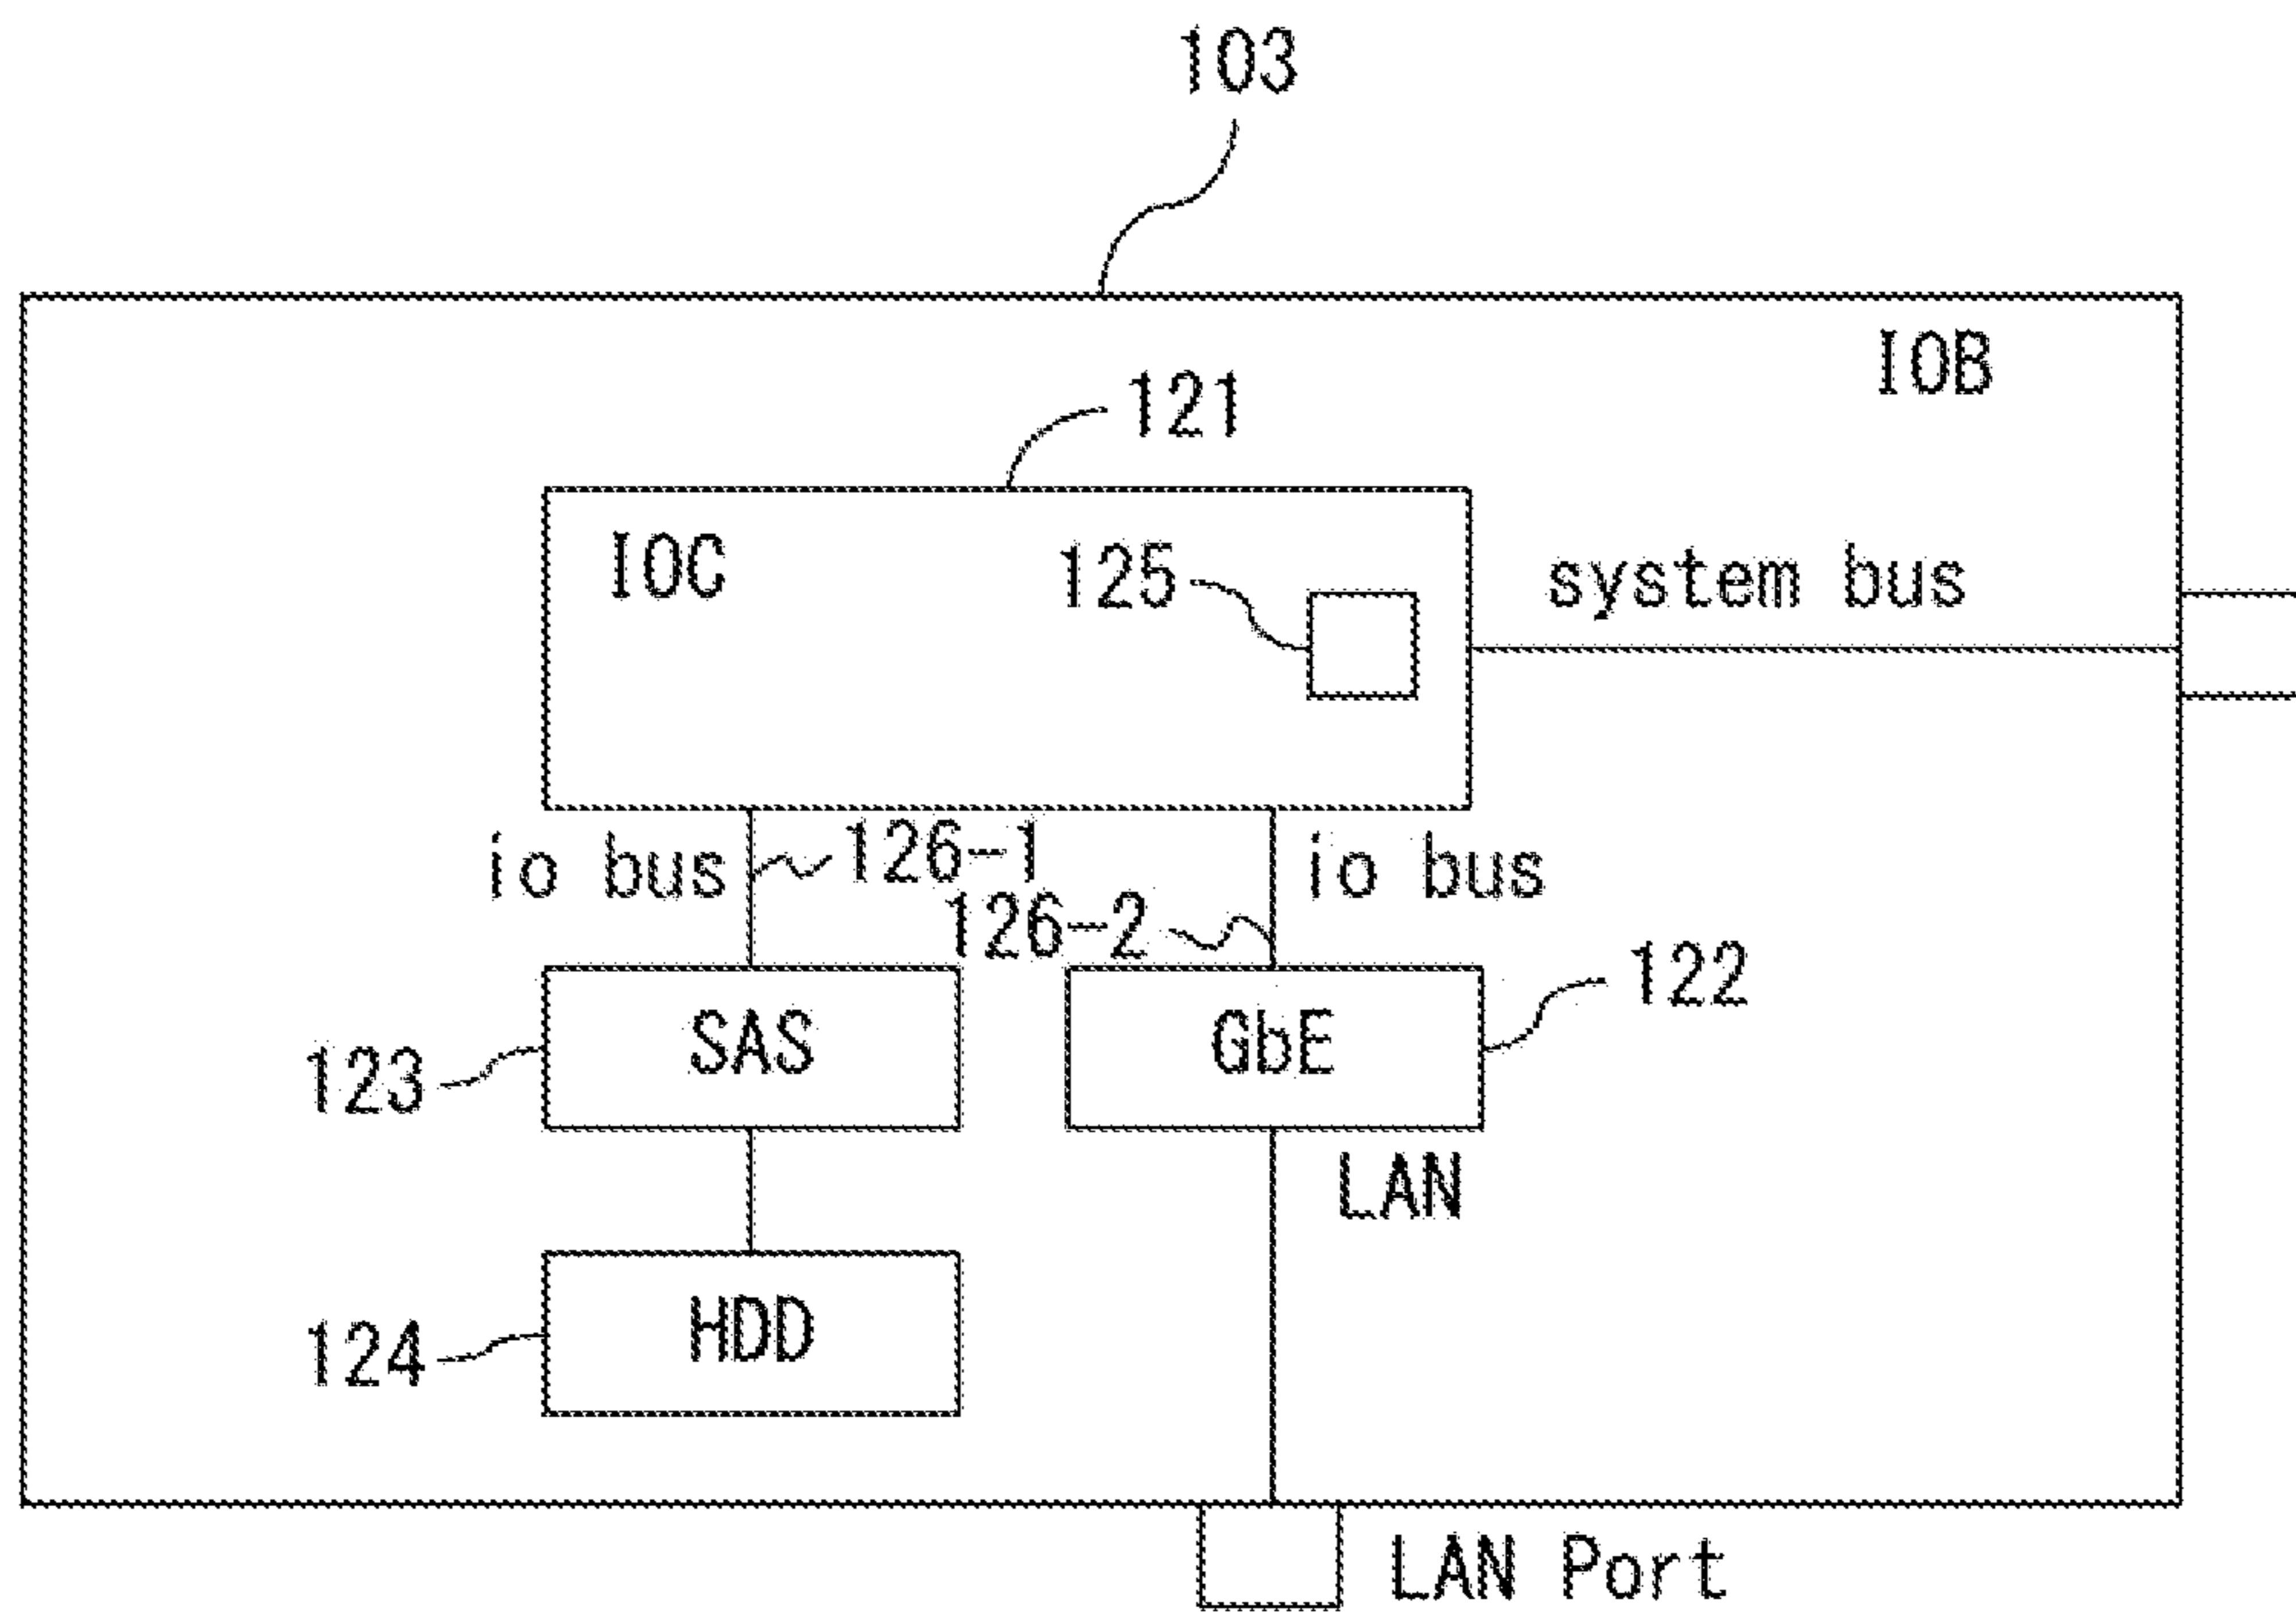 103
IOB
121
IOC
125
system bus
io bus
126-1
io bus
126-2
122
SAS
GbE
123
LAN
HDD
124
LAN Port